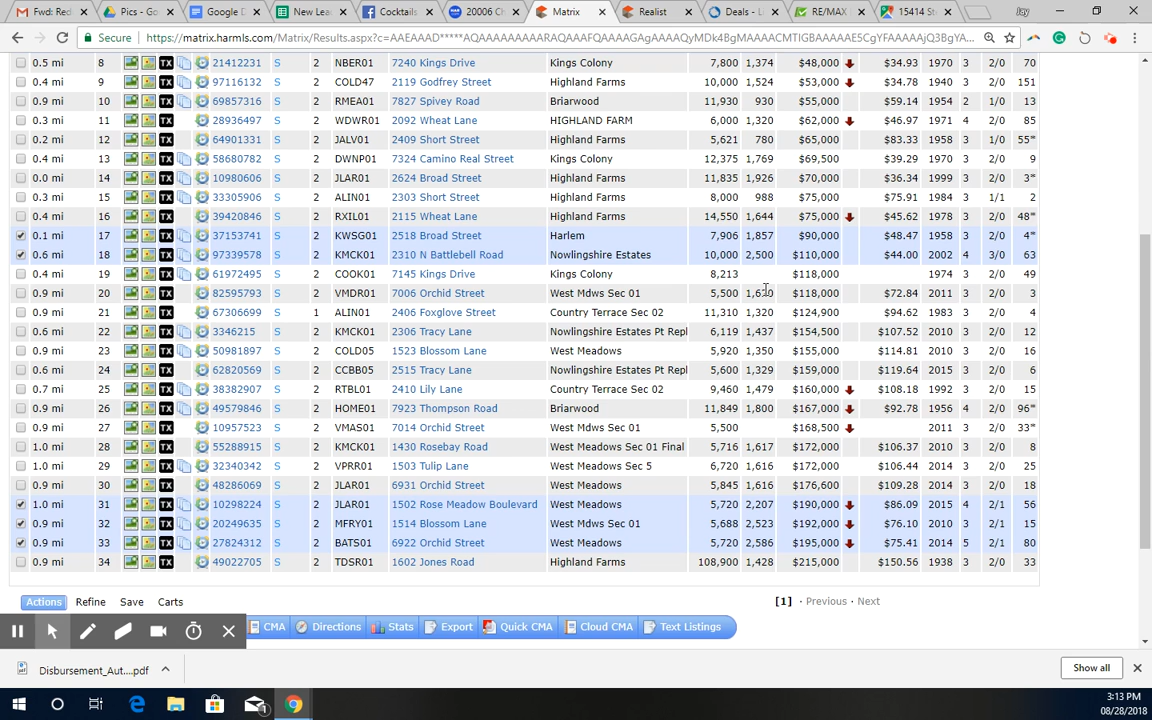 Fwd: Red
Pics - Go
Google D
New Lea
Cocktails
20006 C
Matrix
Realist
Deals - Li
RE/MAX
15414 St
Isy
Secure https://matrix.harmls.com/Matrix/Results.aspx?c=AAEAAAD*****AQAAAAAAAAARAQAAAFQAAAAGAgAAAAQyMDk4BgMAAAACMTIGBAAAAAE5CgYFAAAAAjQ3BgYA...
0.5 mi 8 TX 21412231 S 2 NBER01 7240 Kings Drive Kings Colony 7,800 1,374 $48,000 $34.93 1970 3 2/0 70
0.4 mi 9 TX 97116132 S 2 COLD47 2119 Godfrey Street Highland Farms 10,000 1,524 $53,000 $34.78 1940 3 2/0 151
0.9 mi 10 TX 69857316 S 2 RMEA01 7827 Spivey Road Briarwood 11,930 930 $55,000 $59.14 1954 2 1/0 13
0.3 mi 11 TX 28936497 S 2 WDWR01 2092 Wheat Lane HIGHLAND FARM 6,000 1,320 $62,000 $46.97 1971 4 2/0 85
0.2 mi 12 TX 64901331 S 2 JALV01 2409 Short Street Highland Farms 5,621 780 $65,000 $83.33 1958 3 1/0 55*
0.4 mi 13 TX 58680782 S 2 DWNP01 7324 Camino Real Street Kings Colony 12,375 1,769 $69,500 $39.29 1970 3 2/0 9
0.0 mi 14 TX 10980606 S 2 JLAR01 2624 Broad Street Highland Farms 11,835 1,926 $70,000 $36.34 1999 3 2/0 3*
0.3 mi 15 TX 33305906 S 2 ALIN01 2303 Short Street Highland Farms 8,000 988 $75,000 $75.91 1984 3 1/1 2
0.4 mi 16 TX 39420846 S 2 RXIL01 2115 Wheat Lane Highland Farms 14,550 1,644 $75,000 $45.62 1978 3 2/0 48*
0.1 mi 17 TX 37153741 S 2 KWSG01 2518 Broad Street Harlem 7,906 1,857 $90,000 $48.47 1958 3 2/0 4*
0.6 mi 18 TX 97339578 S 2 KMCK01 2310 N Battlebell Road Nowlingshire Estates 10,000 2,500 $110,000 $44.00 2002 4 3/0 63
0.4 mi 19 TX 61972495 S 2 COOK01 7145 Kings Drive Kings Colony 8,213 $118,000 1974 3 2/0 49
0.9 mi 20 TX 82595793 S 2 VMDR01 7006 Orchid Street West Mdws Sec 01 5,500 $118,000 $72.84 2011 3 2/0 3
0.9 mi 21 TX 67306699 S 1 ALIN01 2406 Foxglove Street Country Terrace Sec 02 11,310 1,320 $124,900 $94.62 1983 3 2/0 4
0.6 mi 22 TX 3346215 S 2 KMCK01 2306 Tracy Lane Nowlingshire Estates Pt Repl 6,119 1,437 $154,500 $107.52 2010 3 2/0 12
0.9 mi 23 TX 50981897 S 2 COLD05 1523 Blossom Lane West Meadows 5,920 1,350 $155,000 $114.81 2010 3 2/0 16
0.6 mi 24 TX 62820569 S 2 CCBB05 2515 Tracy Lane Nowlingshire Estates Pt Repl 5,600 1,329 $159,000 $119.64 2015 3 2/0 6
0.7 mi 25 TX 38382907 S 2 RTBL01 2410 Lily Lane Country Terrace Sec 02 9,460 1,479 $160,000 $108.18 1992 3 2/0 15
0.9 mi 26 TX 49579846 S 2 HOME01 7923 Thompson Road Briarwood 11,849 1,800 $167,000 $92.78 1956 4 2/0 96*
0.9 mi 27 TX 10957523 S 2 VMAS01 7014 Orchid Street West Mdws Sec 01 5,500 $168,500 2011 3 2/0 33*
1.0 mi 28 TX 55288915 S 2 KMCK01 1430 Rosebay Road West Meadows Sec 01 Final 5,716 1,617 $172,000 $106.37 2010 3 2/0 8
1.0 mi 29 TX 32340342 S 2 VPRR01 1503 Tulip Lane West Meadows Sec 5 6,720 1,616 $172,000 $106.44 2014 3 2/0 25
0.9 mi 30 TX 48286069 S 2 JLAR01 6931 Orchid Street West Meadows 5,845 1,616 $176,600 $109.28 2014 3 2/0 18
1.0 mi 31 TX 10298224 S 2 JLAR01 1502 Rose Meadow Boulevard West Meadows 5,720 2,207 $190,000 $86.09 2015 4 2/1 56
0.9 mi 32 TX 20249635 S 2 MFRY01 1514 Blossom Lane West Mdws Sec 01 5,688 2,523 $192,000 $76.10 2010 3 2/1 15
0.9 mi 33 TX 27824312 S 2 BATS01 6922 Orchid Street West Meadows 5,720 2,586 $195,000 $75.41 2014 5 2/1 80
0.9 mi 34 TX 49022705 S 2 TDSR01 1602 Jones Road Highland Farms 108,900 1,428 $215,000 $150.56 1938 3 2/0 33
Actions Refine Save Carts [1] · Previous · Next
CMA Directions Stats Export Quick CMA Cloud CMA Text Listings
Disbursement_Aut....pdf Show all
3:13 PM
08/28/2018